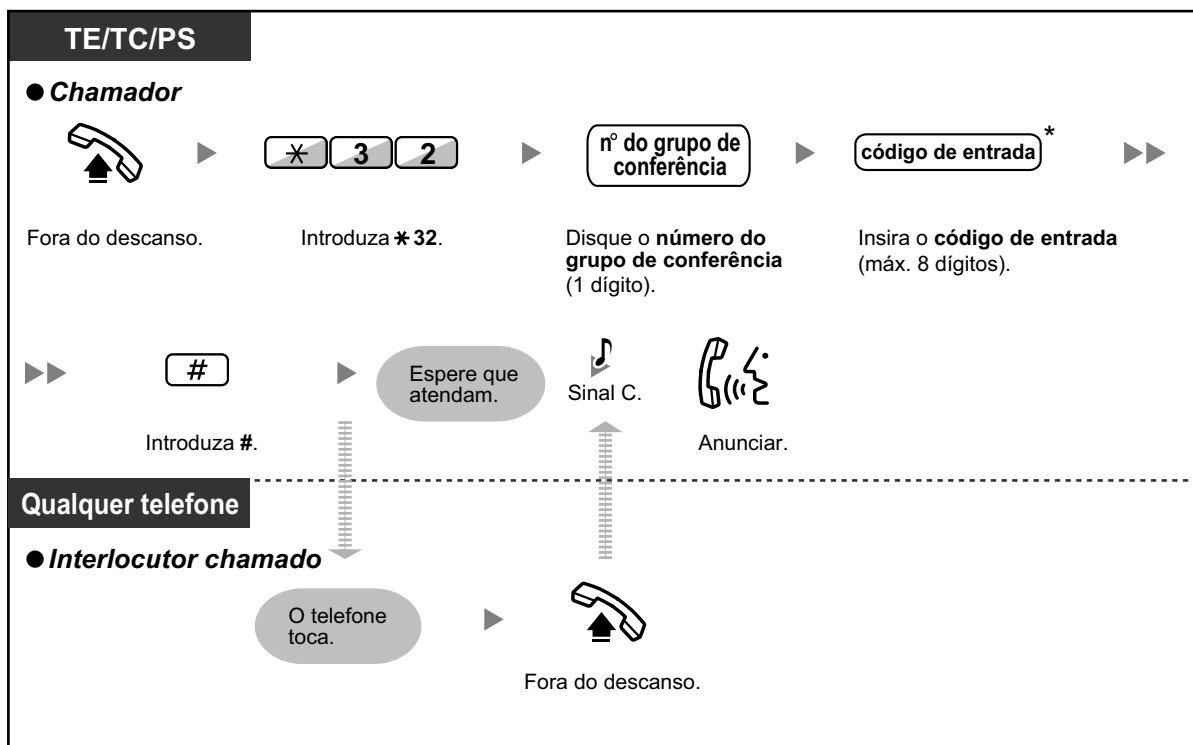 TE/TC/PS
● Chamador
* 3 2
n° do grupo de
conferência
código de entrada*
Fora do descanso.
Introduza *32.
Disque o número do
grupo de conferência
(1 dígito).
Insira o código de entrada
(máx. 8 dígitos).
#
Espere que
atendam.
Sinal C.
Introduza #.
Anunciar.
Qualquer telefone
● Interlocutor chamado
O telefone
toca.
Fora do descanso.